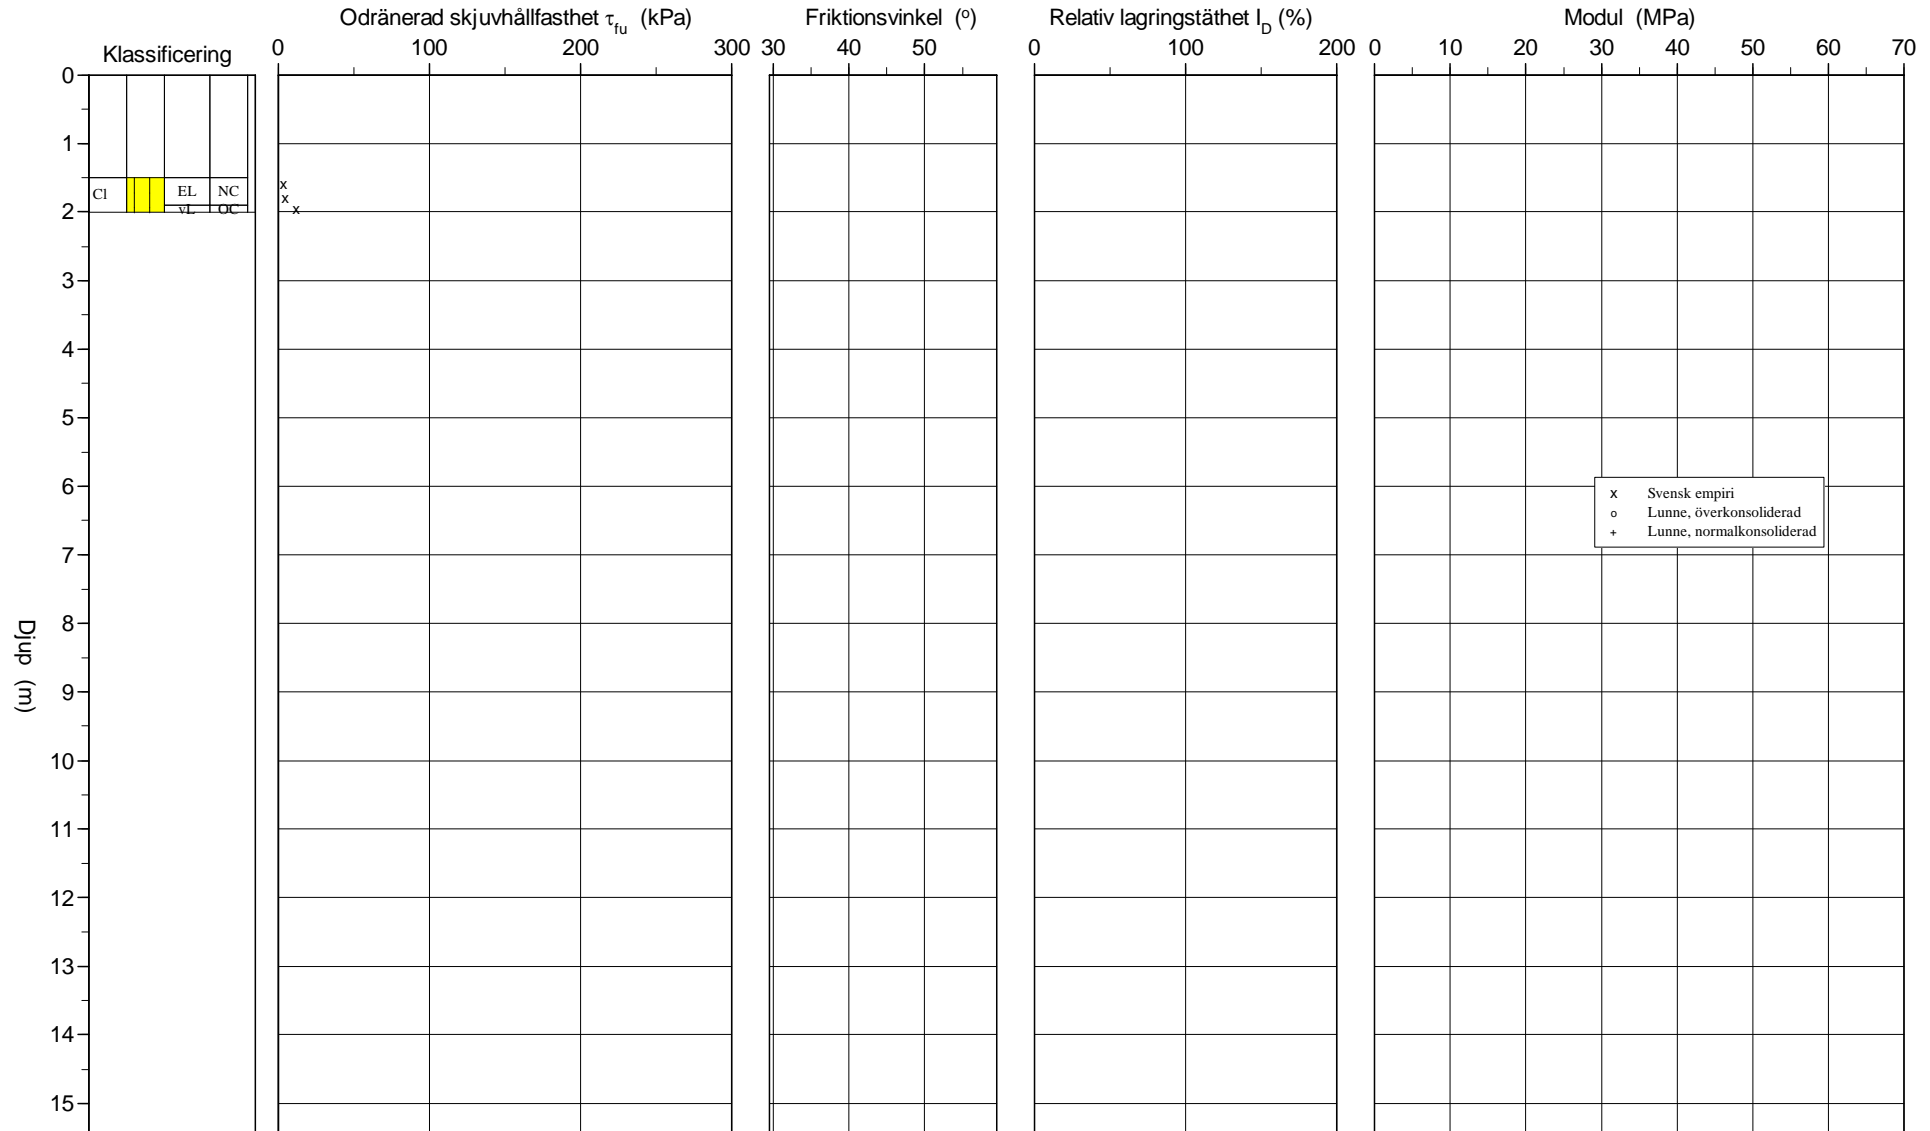 Odränerad skjuvhållfasthet τfu (kPa)
Friktionsvinkel (o)
Relativ lagringstäthet ID (%)
Modul (MPa)
Klassificering
0 100 200 300
30 40 50
0 100 200
0 10 20 30 40 50 60 70
0
1
Cl EL NC
vL OC
2
3
4
5
6
7
8
9
10
11
12
13
14
15
Djup (m)
x
x
x
x Svensk empiri
o Lunne, överkonsoliderad
+ Lunne, normalkonsoliderad